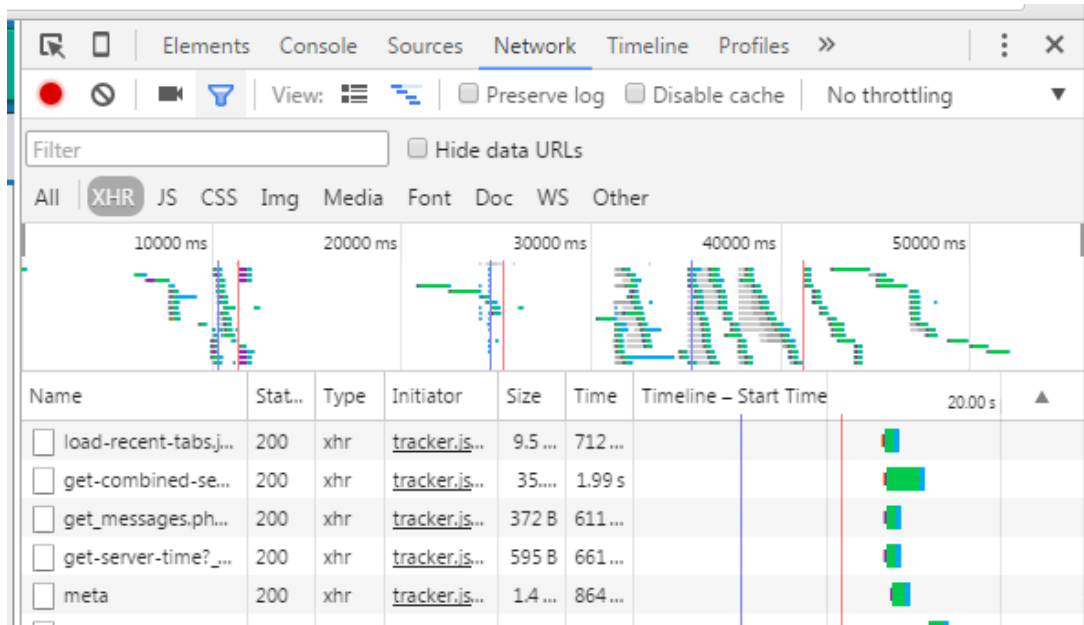 Elements Console Sources Network Timeline Profiles »
View: Preserve log Disable cache No throttling
Filter Hide data URLs
All XHR JS CSS Img Media Font Doc WS Other
10000 ms 20000 ms 30000 ms 40000 ms 50000 ms
Name Stat... Type Initiator Size Time Timeline – Start Time 20.00 s
load-recent-tabs.j... 200 xhr tracker.js... 9.5 ... 712 ...
get-combined-se... 200 xhr tracker.js... 35.... 1.99 s
get_messages.ph... 200 xhr tracker.js... 372 B 611...
get-server-time?_... 200 xhr tracker.js... 595 B 661...
meta 200 xhr tracker.js... 1.4 ... 864...